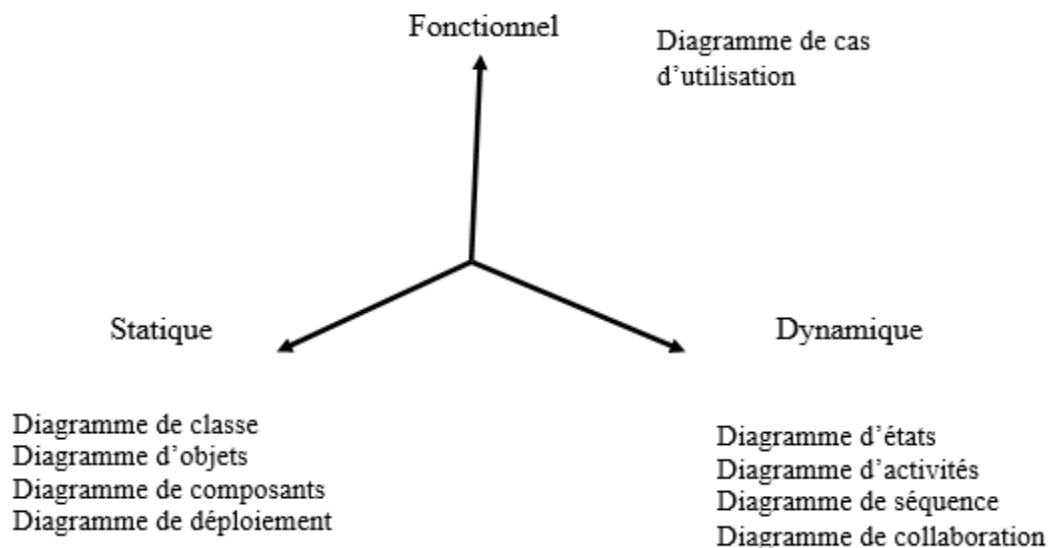 Fonctionnel
Diagramme de cas
d’utilisation
Statique
Dynamique
Diagramme de classe
Diagramme d’objets
Diagramme de composants
Diagramme de déploiement
Diagramme d’états
Diagramme d’activités
Diagramme de séquence
Diagramme de collaboration